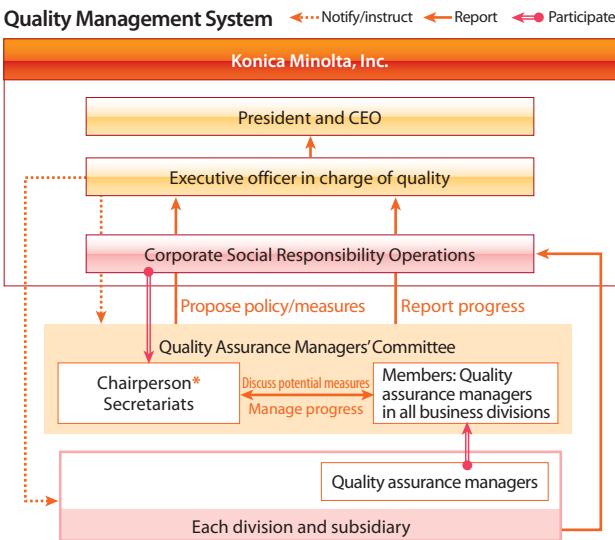 Quality Management System
Notify/instruct
Report
Participate
Konica Minolta, Inc.
President and CEO
Executive officer in charge of quality
Corporate Social Responsibility Operations
Propose policy/measures
Report progress
Quality Assurance Managers' Committee
Chairperson*
Secretariats
Discuss potential measures
Manage progress
Members: Quality
assurance managers
in all business divisions
Quality assurance managers
Each division and subsidiary